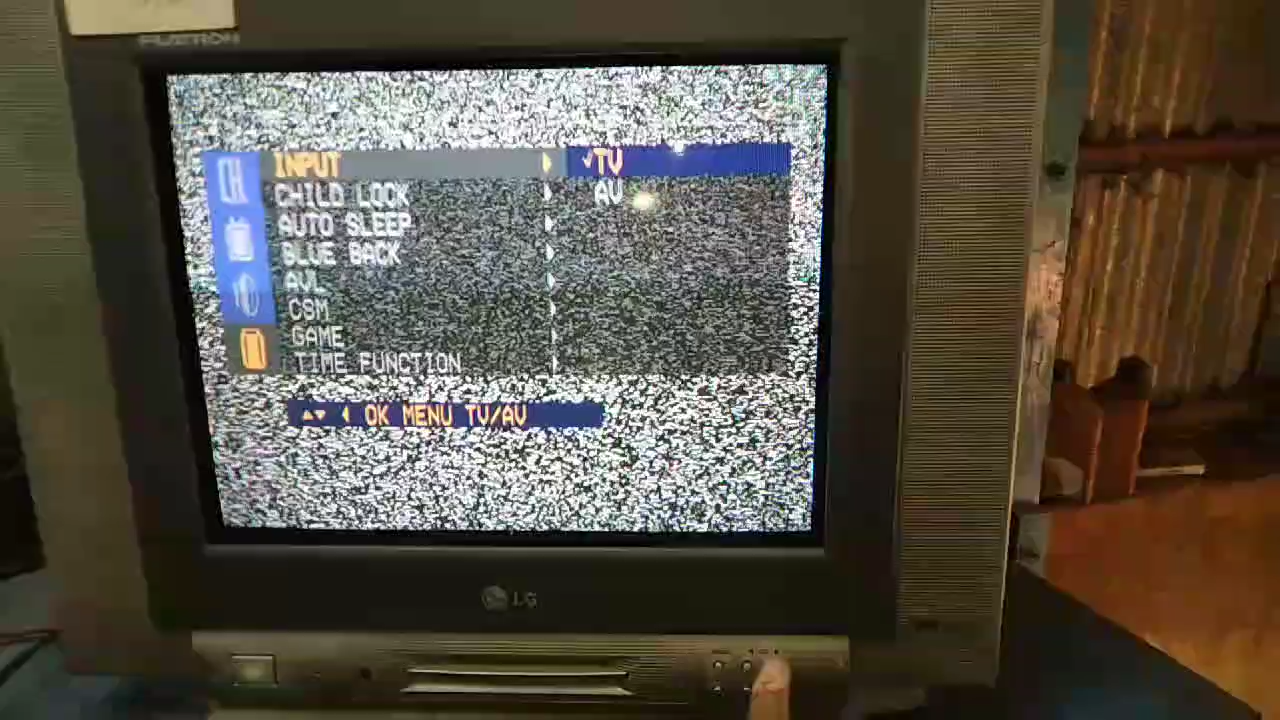 FLATRON
CH
INPUT
✓TV
CHILD LOCK
AV
AUTO SLEEP
BLUE BACK
AVL
CSM
GAME
TIME FUNCTION
▲▼ ◀ OK MENU TV/AV
LG